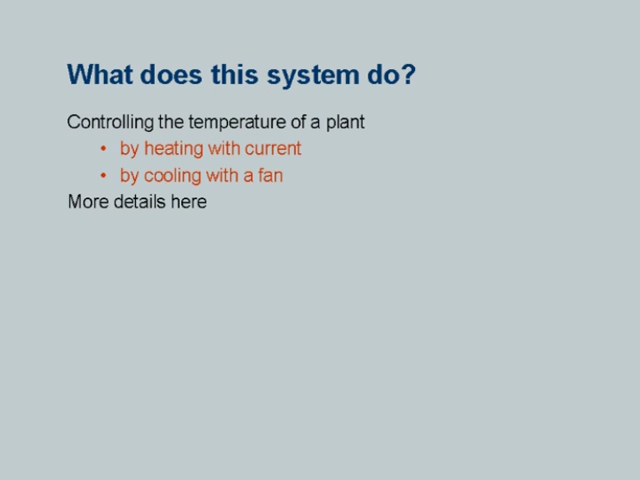 What does this system do?
Controlling the temperature of a plant
• by heating with current
• by cooling with a fan
More details here